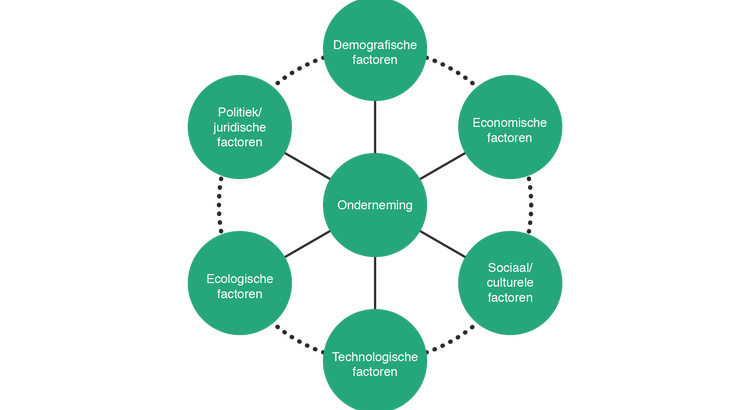 Demografische
factoren
Economische
factoren
Sociaal/
culturele
factoren
Technologische
factoren
Ecologische
factoren
Politiek/
juridische
factoren
Onderneming